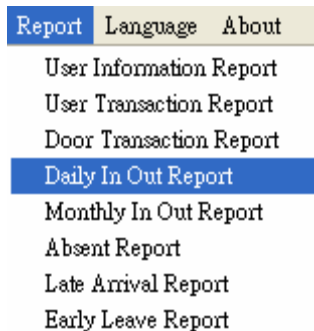 Report Language About
User Information Report
User Transaction Report
Door Transaction Report
Daily In Out Report
Monthly In Out Report
Absent Report
Late Arrival Report
Early Leave Report